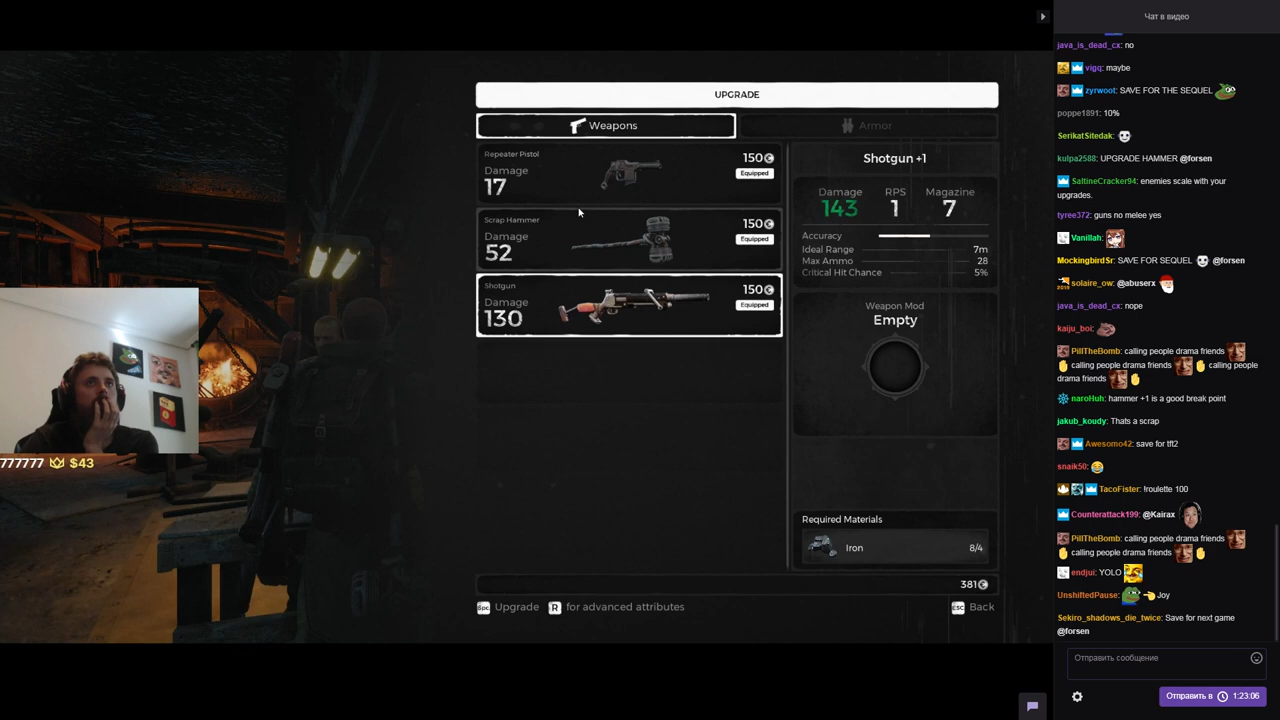 UPGRADE
Weapons
Armor
Repeater Pistol
150
Damage
Equipped
17
Scrap Hammer
150
Damage
Equipped
52
Shotgun
150
Damage
Equipped
130
Shotgun +1
Damage RPS Magazine
143 1 7
Accuracy
Ideal Range 7m
Max Ammo 28
Critical Hit Chance 5%
Weapon Mod
Empty
Required Materials
Iron 8/4
381
Spc Upgrade R for advanced attributes
ESC Back
777777 $43
Чат в видео
java_is_dead_cx: no
vigq: maybe
zyrwoot: SAVE FOR THE SEQUEL
poppe1891: 10%
SerikatSitedak:
kulpa2588: UPGRADE HAMMER @forsen
SaltineCracker94: enemies scale with your
upgrades.
tyree372: guns no melee yes
Vanillah:
MockingbirdSr: SAVE FOR SEQUEL @forsen
2019 solaire_ow: @abuserx
java_is_dead_cx: nope
kaiju_boi:
PillTheBomb: calling people drama friends
calling people drama friends calling people
drama friends
naroHuh: hammer +1 is a good break point
jakub_koudy: Thats a scrap
Awesomo42: save for tft2
snaik50:
TacoFister: !roulette 100
Counterattack199: @Kairax
PillTheBomb: calling people drama friends
calling people drama friends
endjui: YOLO
UnshiftedPause: Joy
Sekiro_shadows_die_twice: Save for next game
@forsen
Отправить сообщение
Отправить в 1:23:06